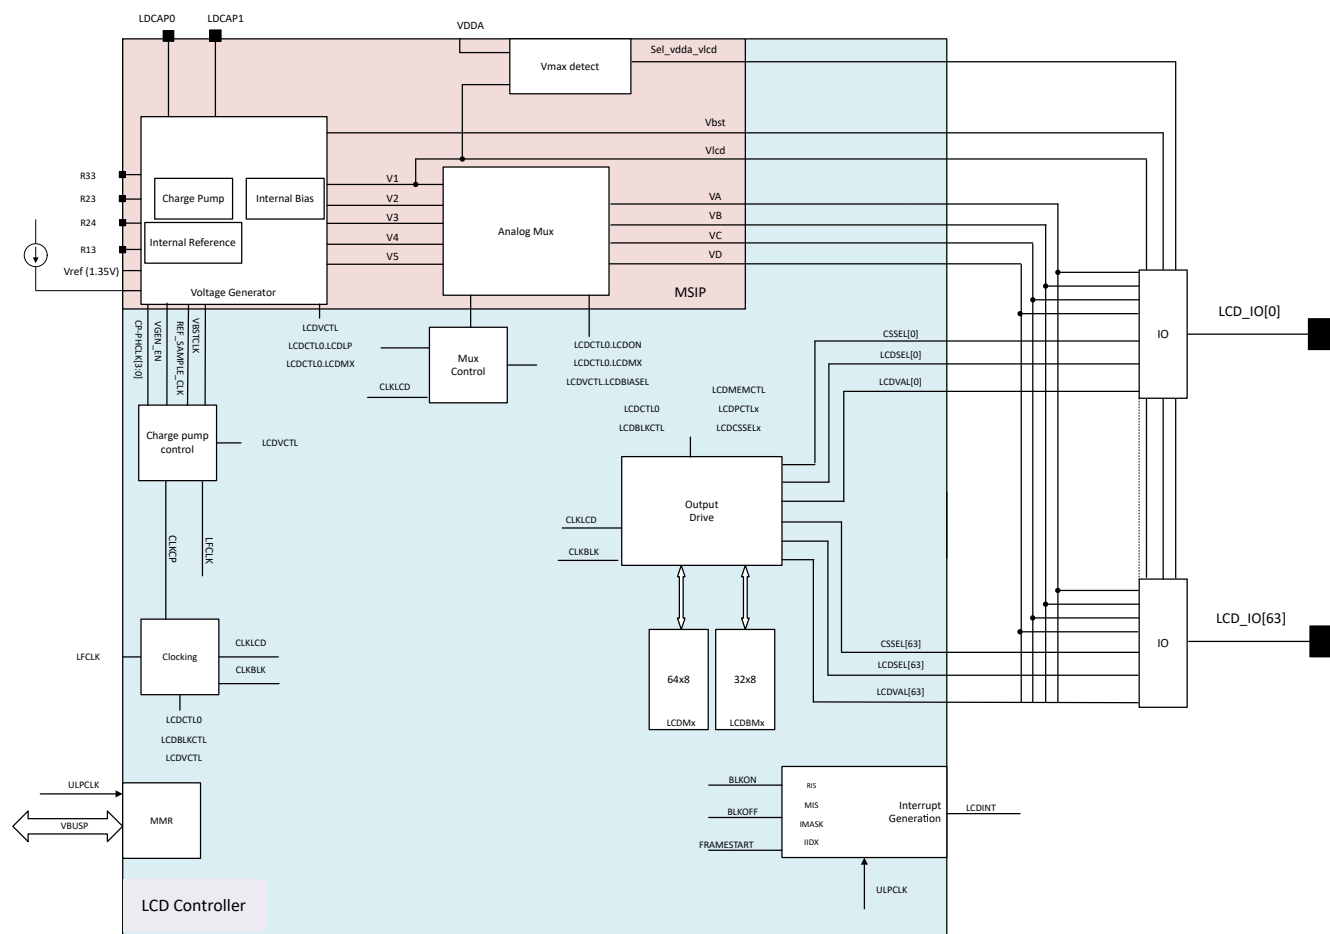 LDCAP0
LDCAP1
VDDA
Vmax detect
Sel_vdda_vlcd
Vbst
Vlcd
R33
R23
R24
R13
Vref (1.35V)
Charge Pump
Internal Bias
Internal Reference
Voltage Generator
V1
V2
V3
V4
V5
Analog Mux
VA
VB
VC
VD
MSIP
CP-PHCLK[3:0]
VGEN_EN
REF_SAMPLE_CLK
VBSTCLK
LCDVCTL
LCDCTL0.LCDLP
LCDCTL0.LCDMX
CLKLCD
Mux
Control
LCDCTL0.LCDON
LCDCTL0.LCDMX
LCDVCTL.LCDBIASEL
CSSEL[0]
LCDSEL[0]
LCDVAL[0]
IO
LCD_IO[0]
Charge pump
control
LCDVCTL
LCDCTL0
LCDBLKCTL
LCDMEMCTL
LCDPCTLx
LCDCSSELx
Output
Drive
CLKLCD
CLKBLK
CLKCP
LFCLK
LFCLK
Clocking
CLKLCD
CLKBLK
LCDCTL0
LCDBLKCTL
LCDVCTL
64x8
LCDMx
32x8
LCDBMx
CSSEL[63]
LCDSEL[63]
LCDVAL[63]
IO
LCD_IO[63]
ULPCLK
VBUSP
MMR
BLKON
BLKOFF
FRAMESTART
RIS
MIS
IMASK
IIDX
Interrupt
Generation
LCDINT
ULPCLK
LCD Controller